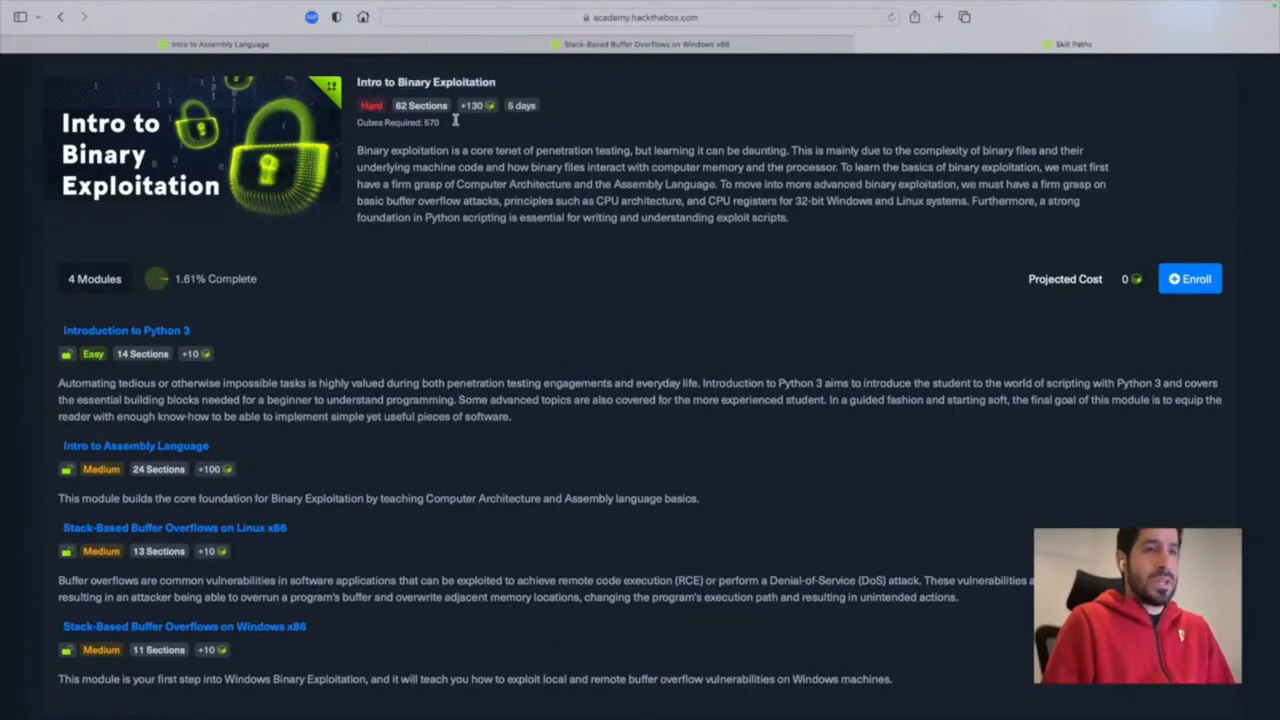 academy.hackthebox.com
Intro to Assembly Language
Stack-Based Buffer Overflows on Windows x86
Skill Paths
Intro to
Binary
Exploitation
Intro to Binary Exploitation
Hard 62 Sections +130 5 days
Cubes Required: 570
Binary exploitation is a core tenet of penetration testing, but learning it can be daunting. This is mainly due to the complexity of binary files and their
underlying machine code and how binary files interact with computer memory and the processor. To learn the basics of binary exploitation, we must first
have a firm grasp of Computer Architecture and the Assembly Language. To move into more advanced binary exploitation, we must have a firm grasp on
basic buffer overflow attacks, principles such as CPU architecture, and CPU registers for 32-bit Windows and Linux systems. Furthermore, a strong
foundation in Python scripting is essential for writing and understanding exploit scripts.
4 Modules 1.61% Complete Projected Cost 0 Enroll
Introduction to Python 3
Easy 14 Sections +10
Automating tedious or otherwise impossible tasks is highly valued during both penetration testing engagements and everyday life. Introduction to Python 3 aims to introduce the student to the world of scripting with Python 3 and covers
the essential building blocks needed for a beginner to understand programming. Some advanced topics are also covered for the more experienced student. In a guided fashion and starting soft, the final goal of this module is to equip the
reader with enough know-how to be able to implement simple yet useful pieces of software.
Intro to Assembly Language
Medium 24 Sections +100
This module builds the core foundation for Binary Exploitation by teaching Computer Architecture and Assembly language basics.
Stack-Based Buffer Overflows on Linux x86
Medium 13 Sections +10
Buffer overflows are common vulnerabilities in software applications that can be exploited to achieve remote code execution (RCE) or perform a Denial-of-Service (DoS) attack. These vulnerabilities a
resulting in an attacker being able to overrun a program's buffer and overwrite adjacent memory locations, changing the program's execution path and resulting in unintended actions.
Stack-Based Buffer Overflows on Windows x86
Medium 11 Sections +10
This module is your first step into Windows Binary Exploitation, and it will teach you how to exploit local and remote buffer overflow vulnerabilities on Windows machines.